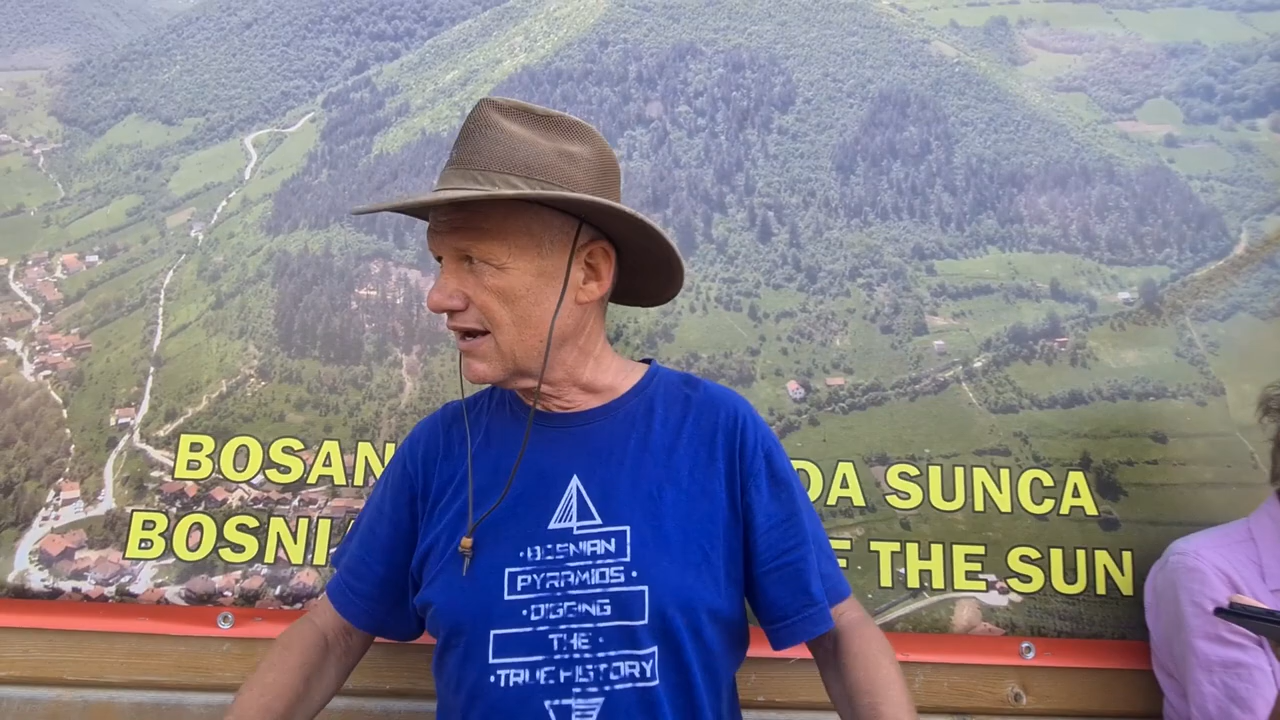 BOSAN
DA SUNCA
BOSNI
THE SUN
BOSNIAN
PYRAMIDS
DIGGING
THE
TRUE HISTORY